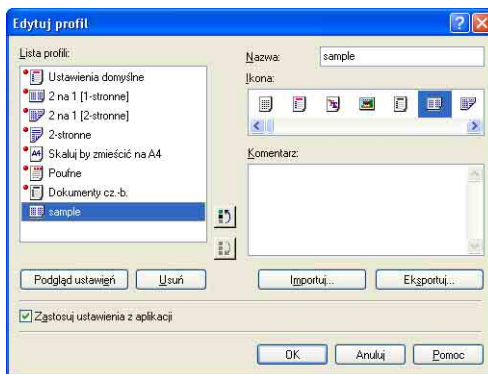 Edytuj profil
Lista profili:
Ustawienia domyślne
2 na 1 [1-stronne]
2 na 1 [2-stronne]
2-stronne
A4 Skaluj by zmieścić na A4
Poufne
Dokumenty cz.-b.
sample
Podgląd ustawień
Usuń
Nazwa:
sample
Ikona:
Komentarz:
Importuj...
Eksportuj...
Zastosuj ustawienia z aplikacji
OK
Anuluj
Pomoc